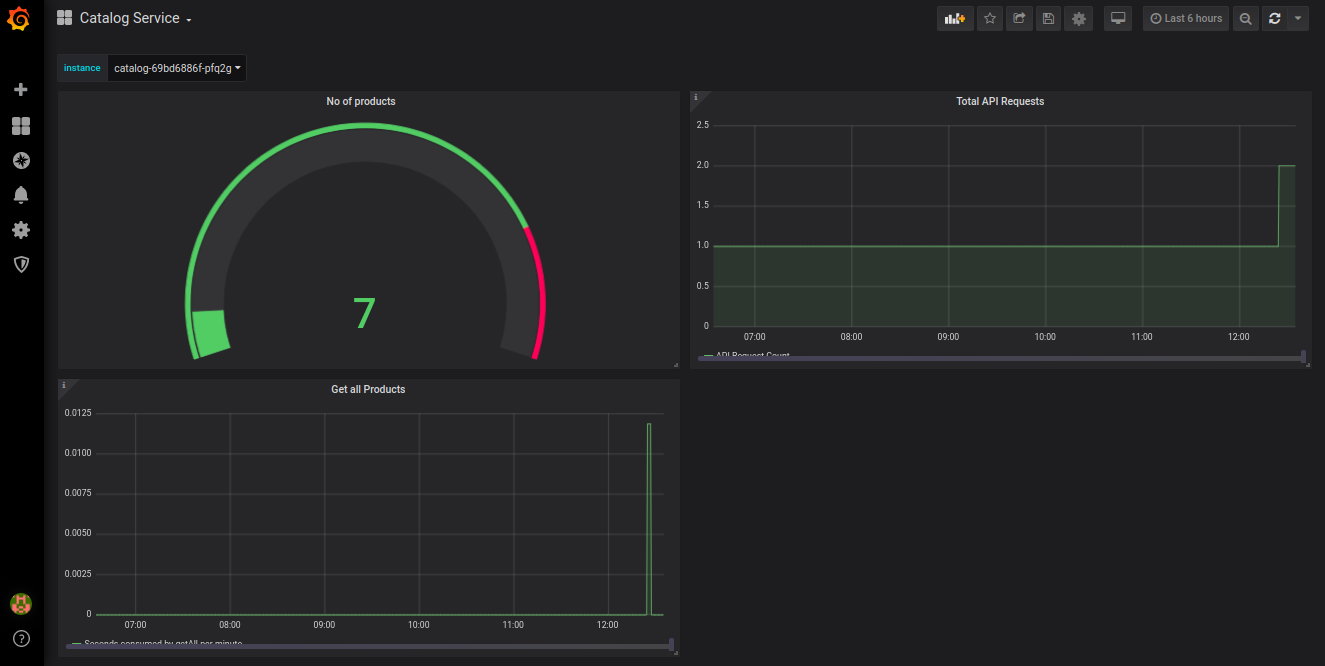 Catalog Service
Last 6 hours
instance catalog-69bd6886f-pfq2g
No of products
7
Total API Requests
2.5
2.0
1.5
1.0
0.5
0
07:00 08:00 09:00 10:00 11:00 12:00
API Request Count
Get all Products
0.0125
0.0100
0.0075
0.0050
0.0025
0
07:00 08:00 09:00 10:00 11:00 12:00
Seconds consumed by getAll per minute